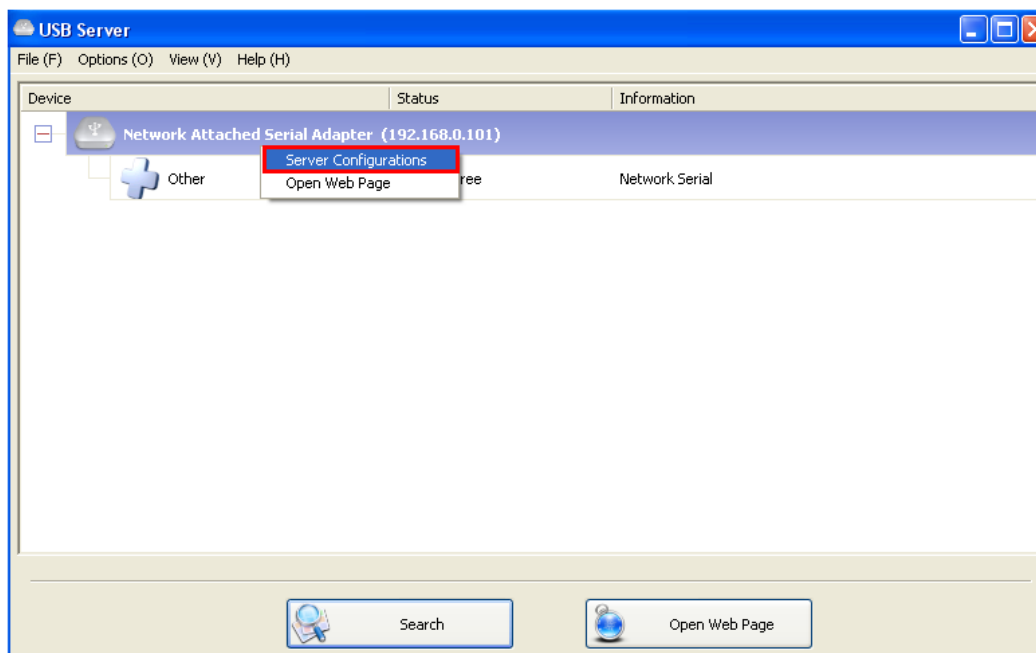 USB Server
File (F) Options (O) View (V) Help (H)
Device Status Information
Network Attached Serial Adapter (192.168.0.101)
Server Configurations
Other ree Network Serial
Open Web Page
Search Open Web Page